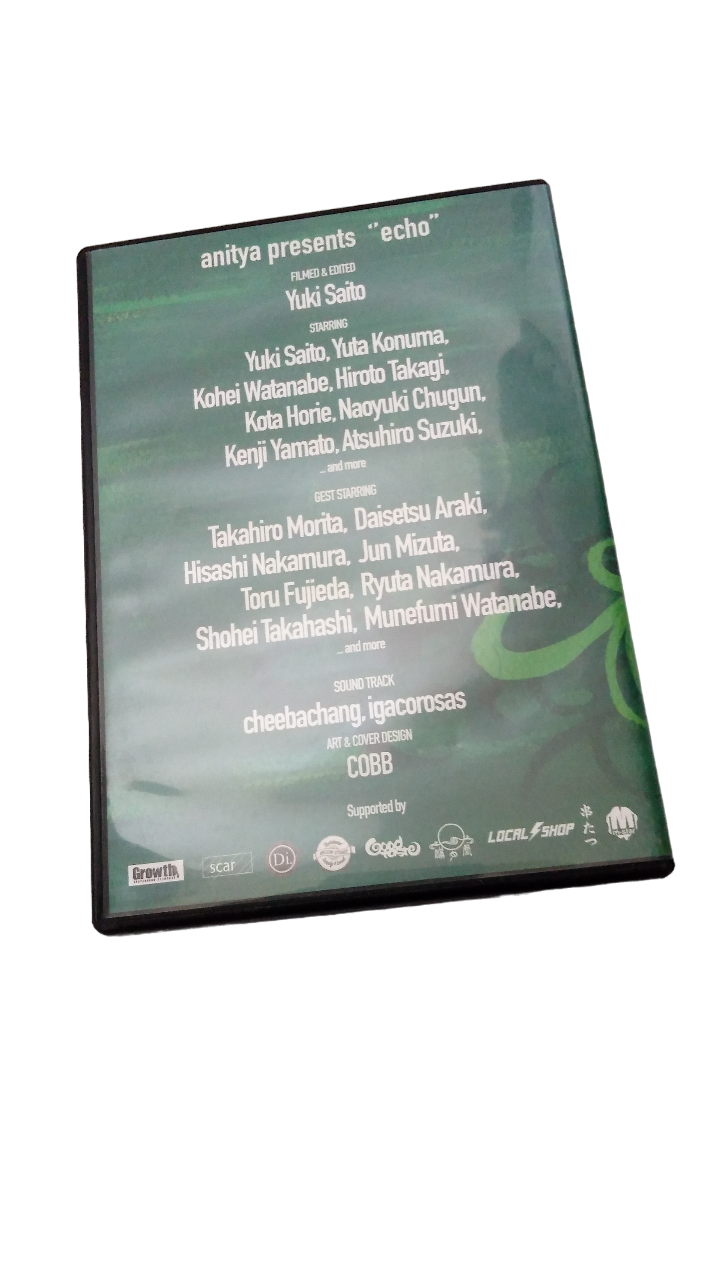 anitya presents "echo"
FILMED & EDITED
Yuki Saito
STARRING
Yuki Saito, Yuta Konuma,
Kohei Watanabe, Hiroto Takagi,
Kota Horie, Naoyuki Chugun,
Kenji Yamato, Atsuhiro Suzuki,
... and more
GEST STARRING
Takahiro Morita, Daisetsu Araki,
Hisashi Nakamura, Jun Mizuta,
Toru Fujieda, Ryuta Nakamura,
Shohei Takahashi, Munefumi Watanabe,
... and more
SOUND TRACK
cheebachang, igacorosas
ART & COVER DESIGN
COBB
Supported by
Growth,
scar
Di.
LOCAL SHOP
串たつ
M